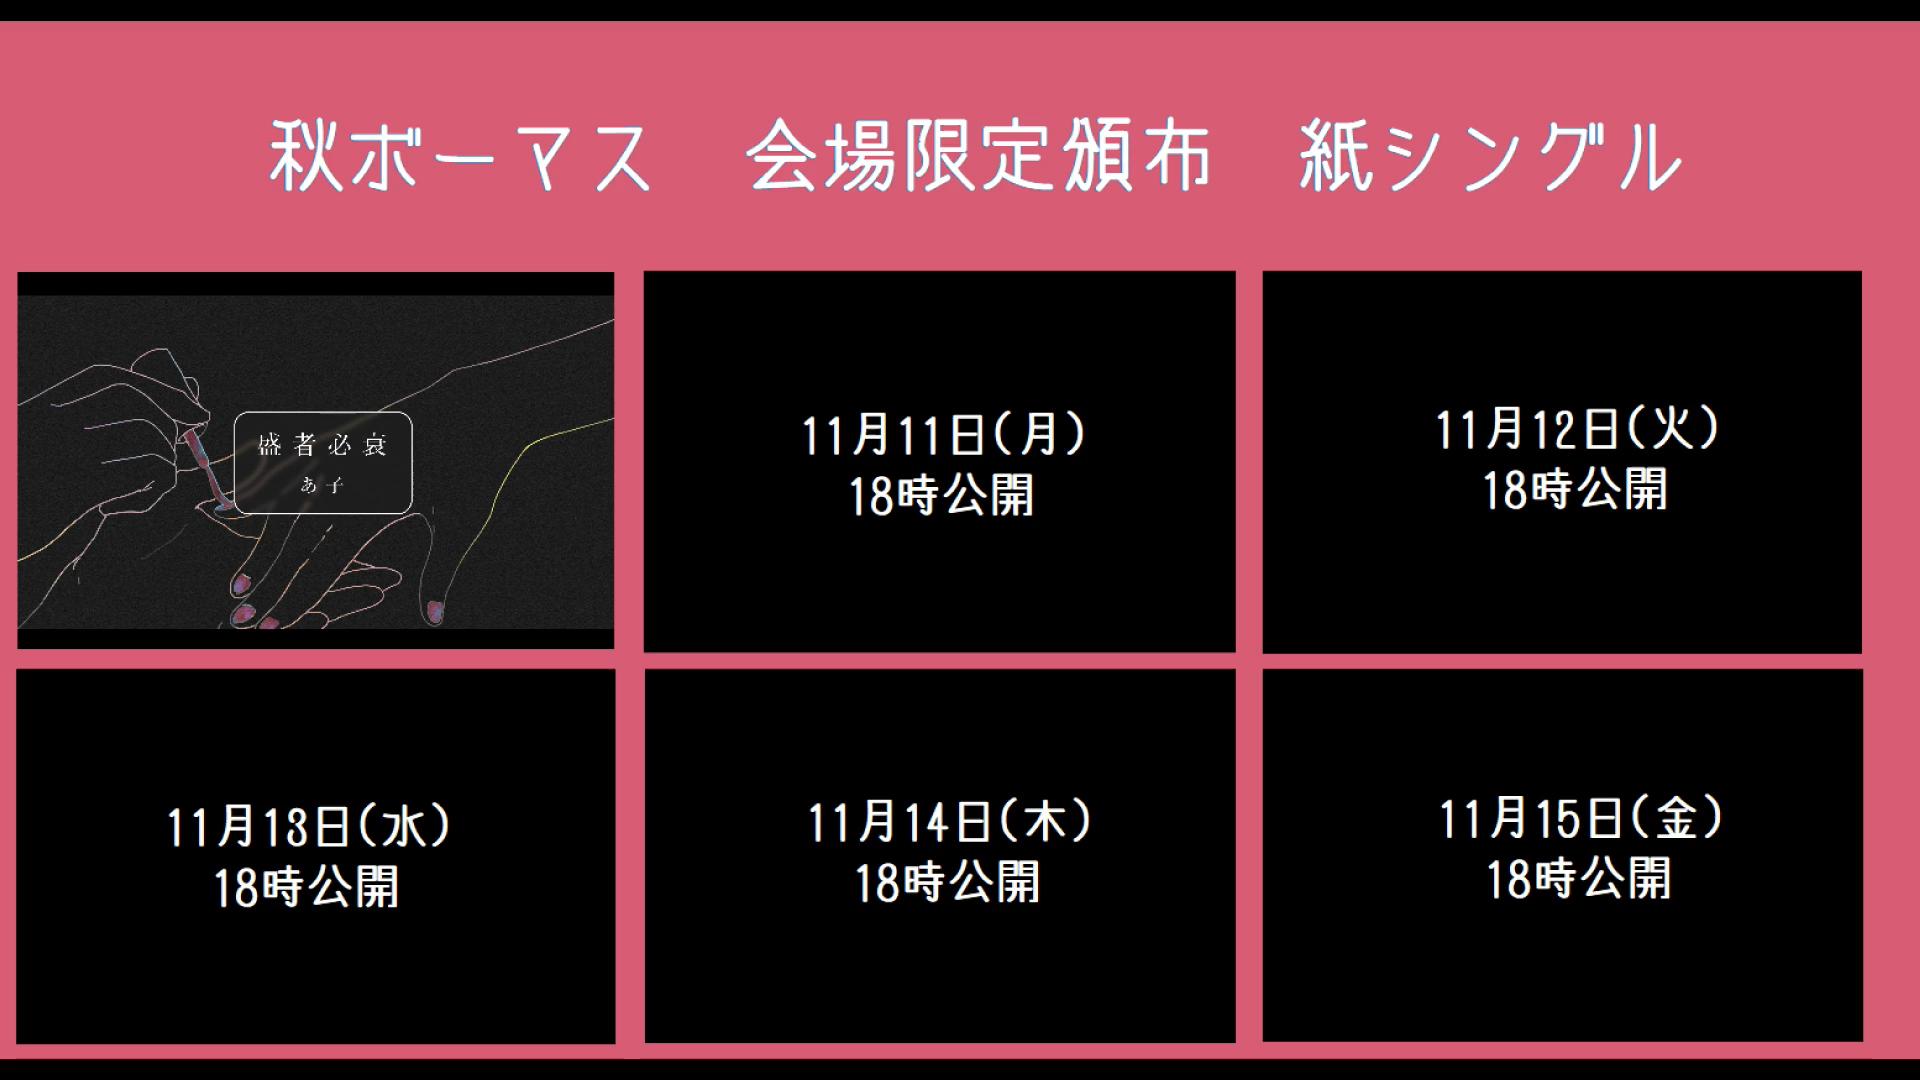 秋ボーマス　会場限定頒布　紙シングル
盛者必衰
あ子
11月11日(月)
18時公開
11月12日(火)
18時公開
11月13日(水)
18時公開
11月14日(木)
18時公開
11月15日(金)
18時公開